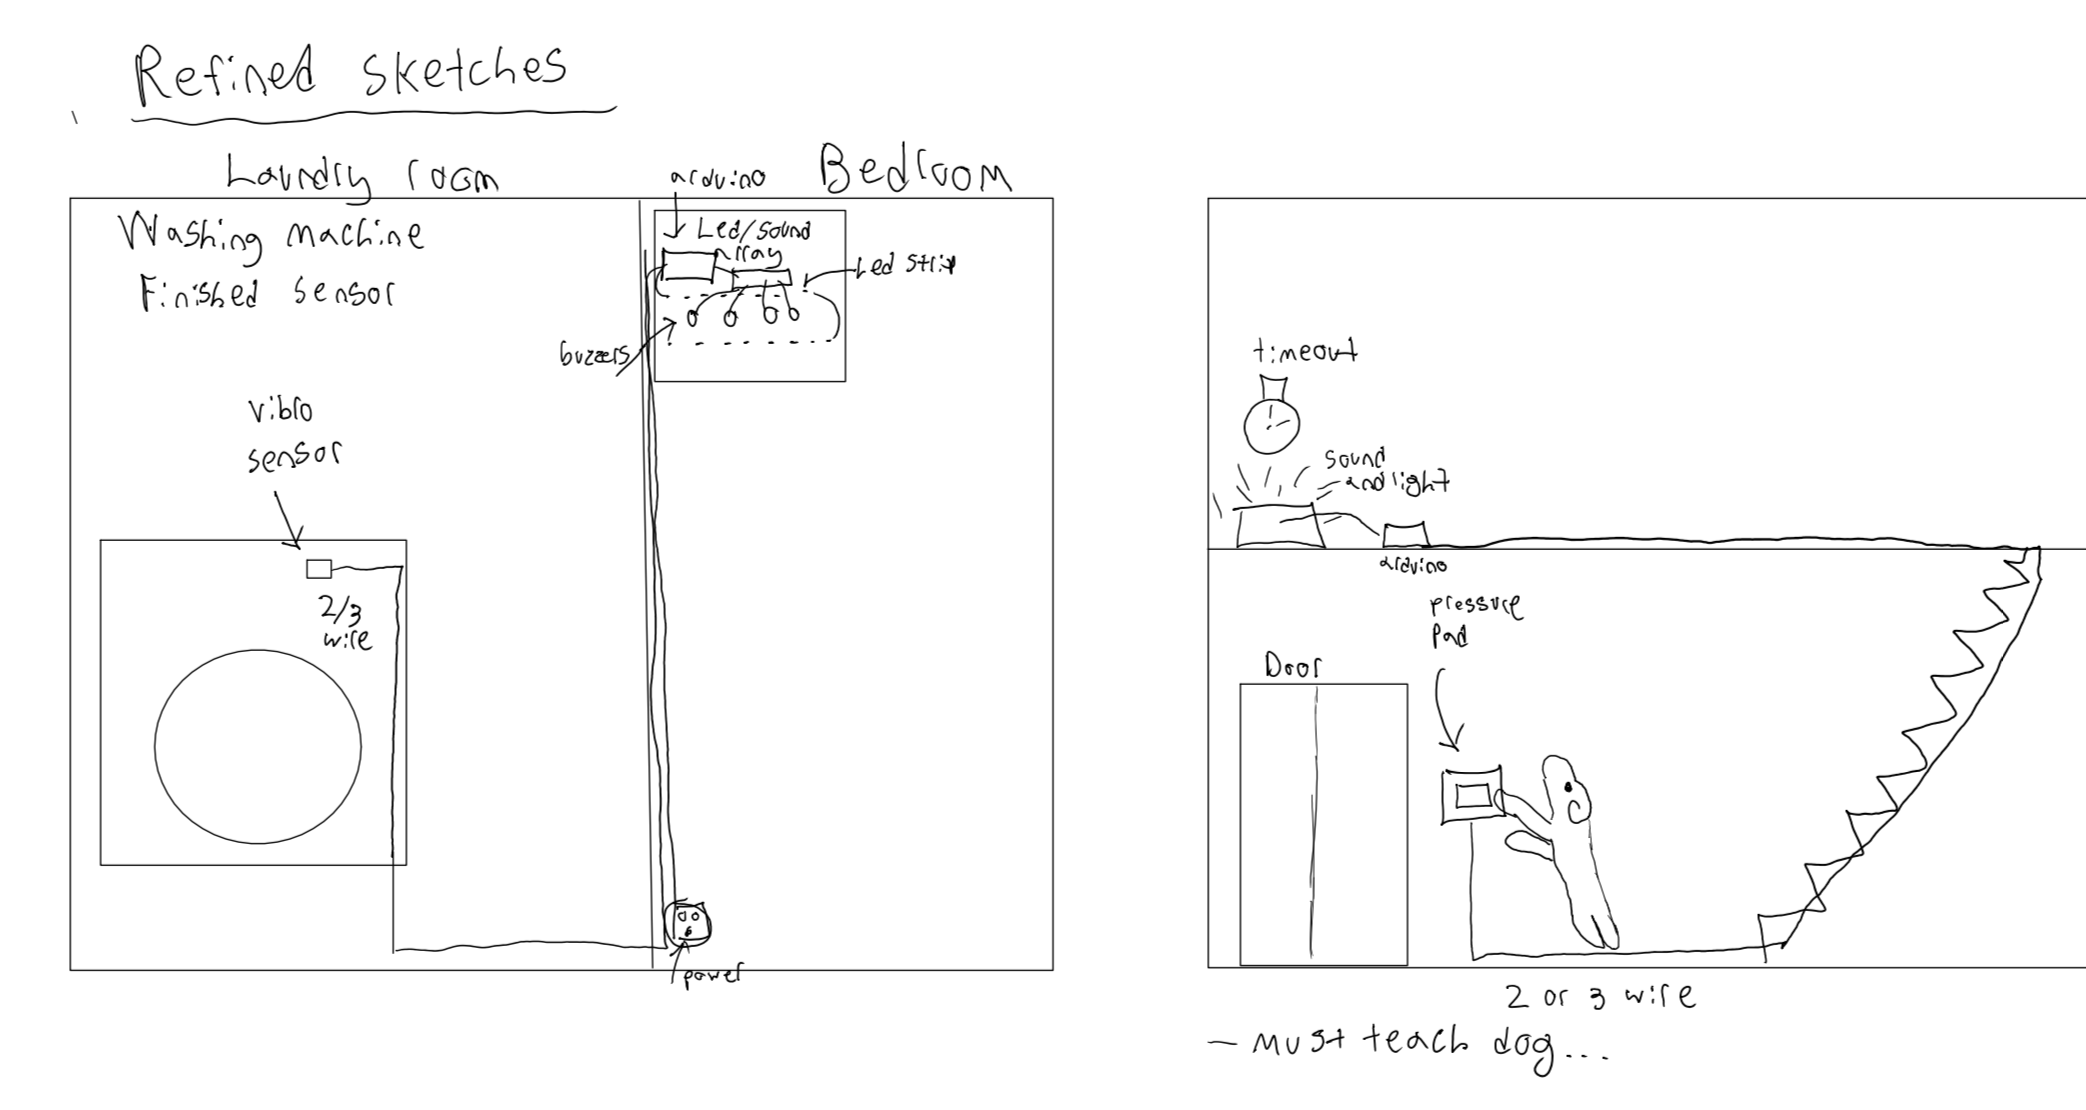 Refined sketches
Laundry room
Bedroom
Washing machine
Finished sensor
arduino
Led/sound
array
Led strip
buzzers
vibro
sensor
2/3
wire
power
timeout
sound
and light
arduino
pressure
Pad
Door
2 or 3 wire
- must teach dog...